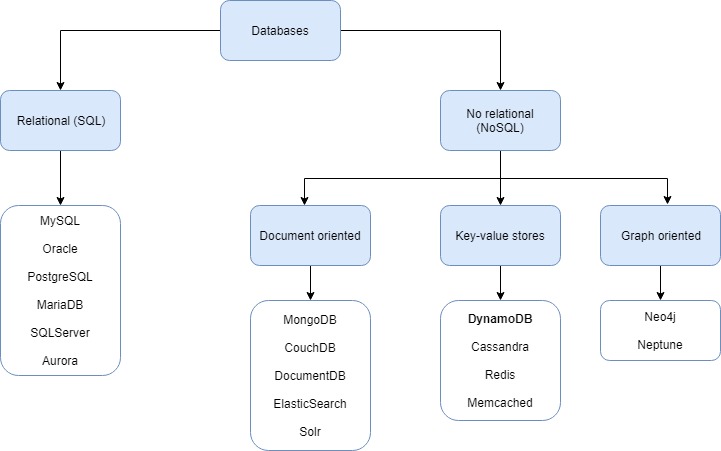 Databases
Relational (SQL)
No relational
(NoSQL)
Document oriented
Key-value stores
Graph oriented
MySQL
Oracle
PostgreSQL
MariaDB
SQLServer
Aurora
MongoDB
CouchDB
DocumentDB
ElasticSearch
Solr
DynamoDB
Cassandra
Redis
Memcached
Neo4j
Neptune